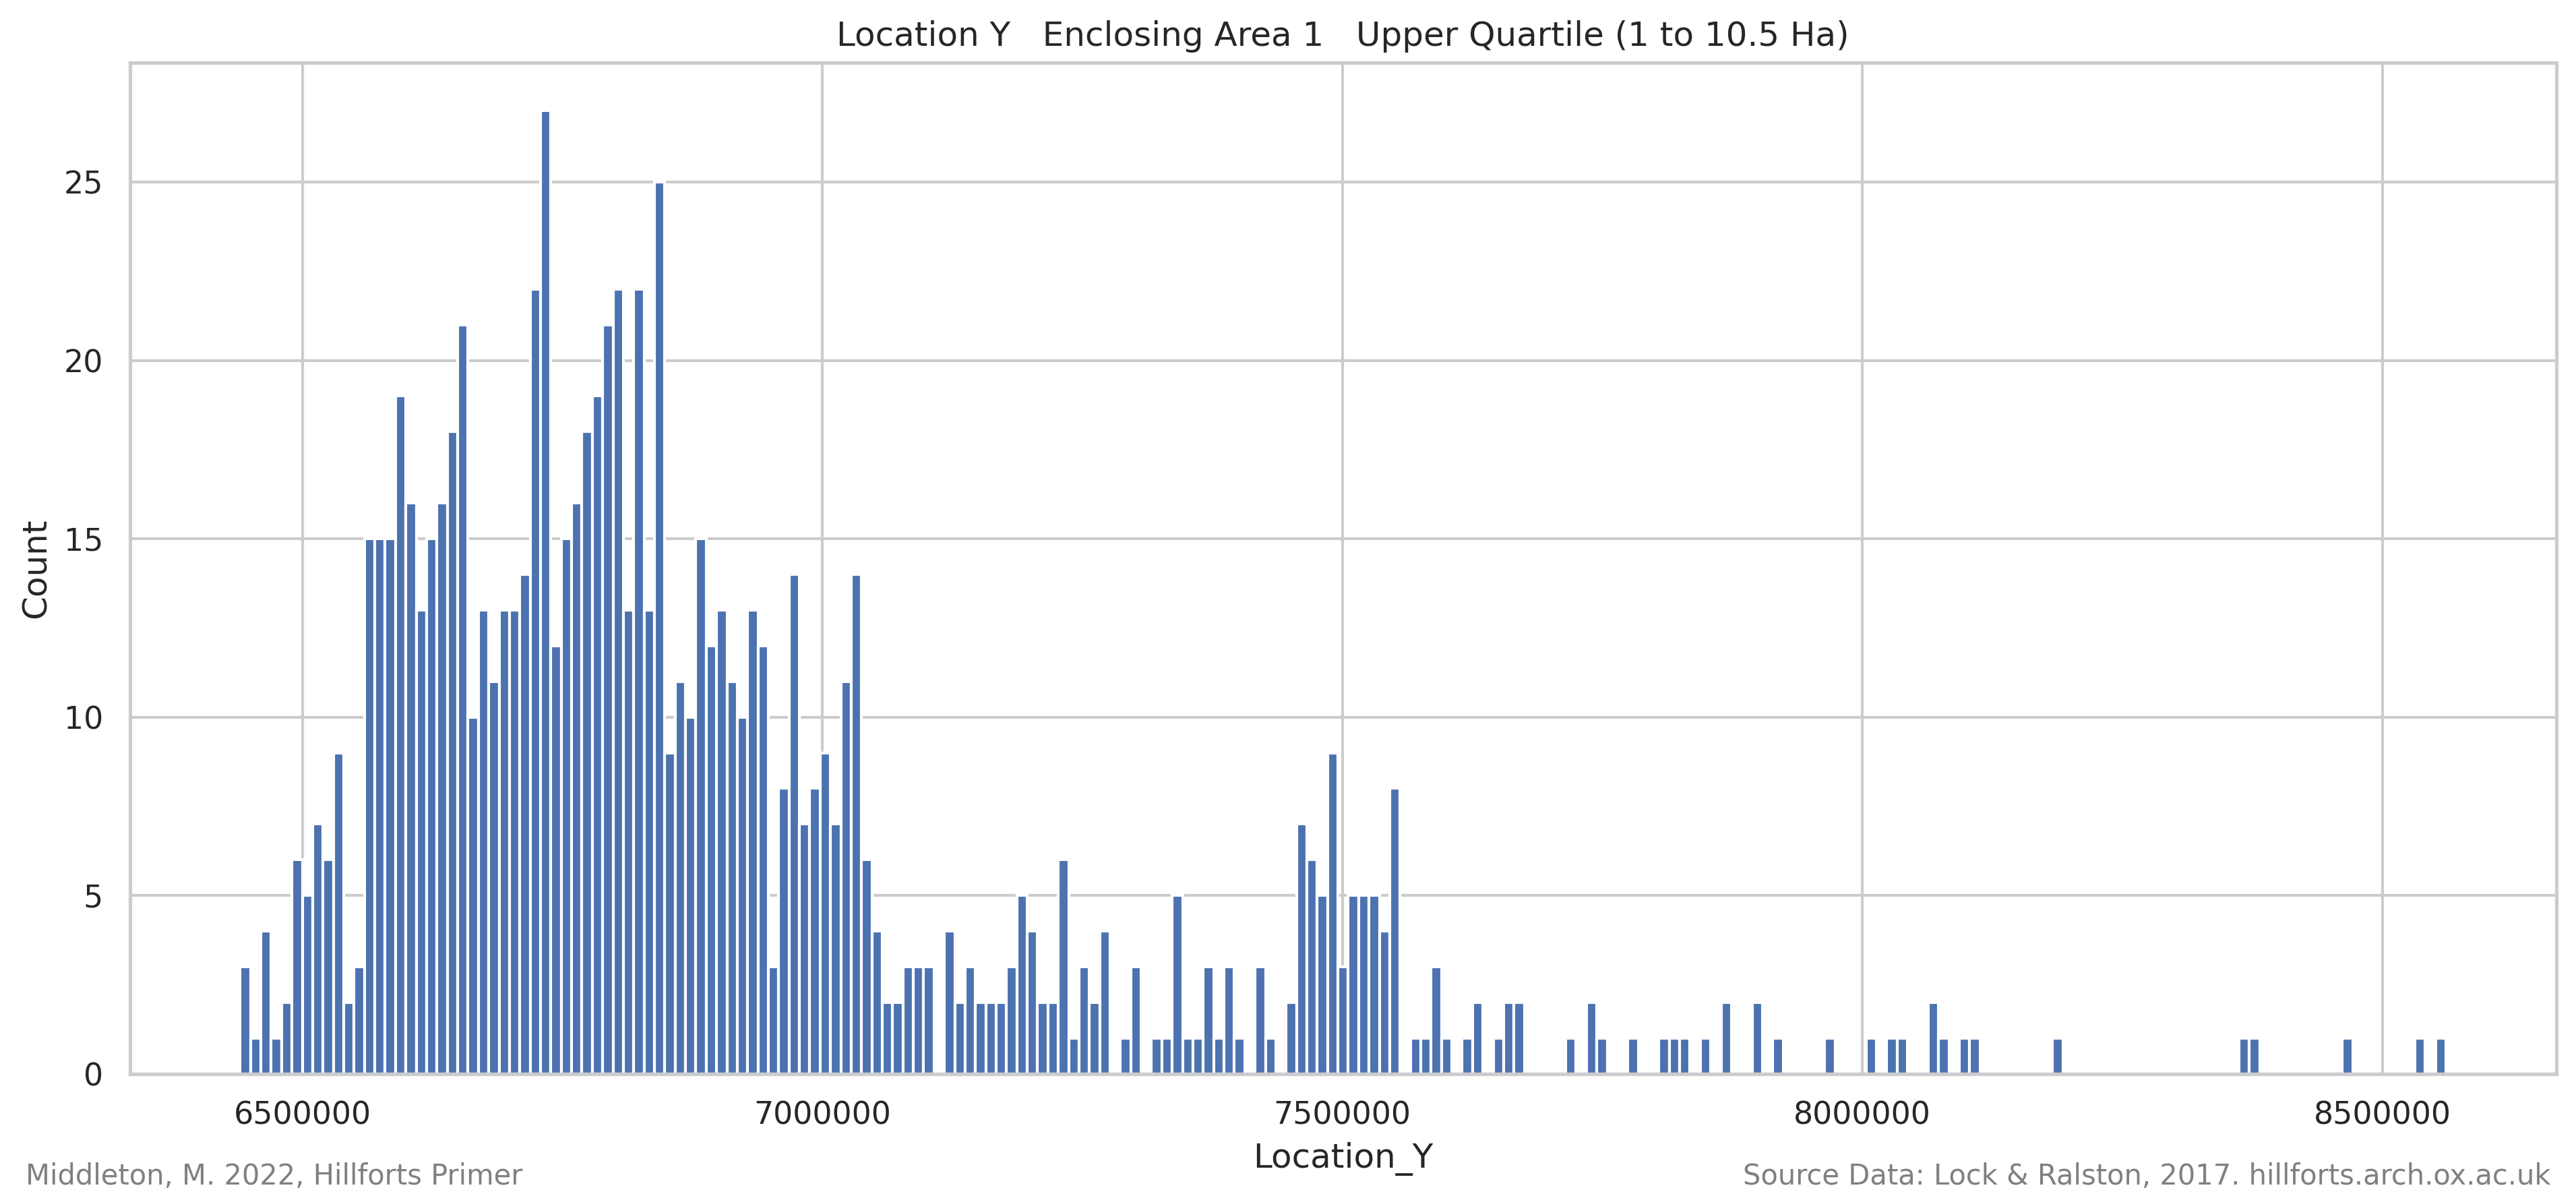 Location Y   Enclosing Area 1   Upper Quartile (1 to 10.5 Ha)
25
20
15
10
5
0
Count
6500000 7000000 7500000 8000000 8500000
Location_Y
Middleton, M. 2022, Hillforts Primer
Source Data: Lock & Ralston, 2017. hillforts.arch.ox.ac.uk